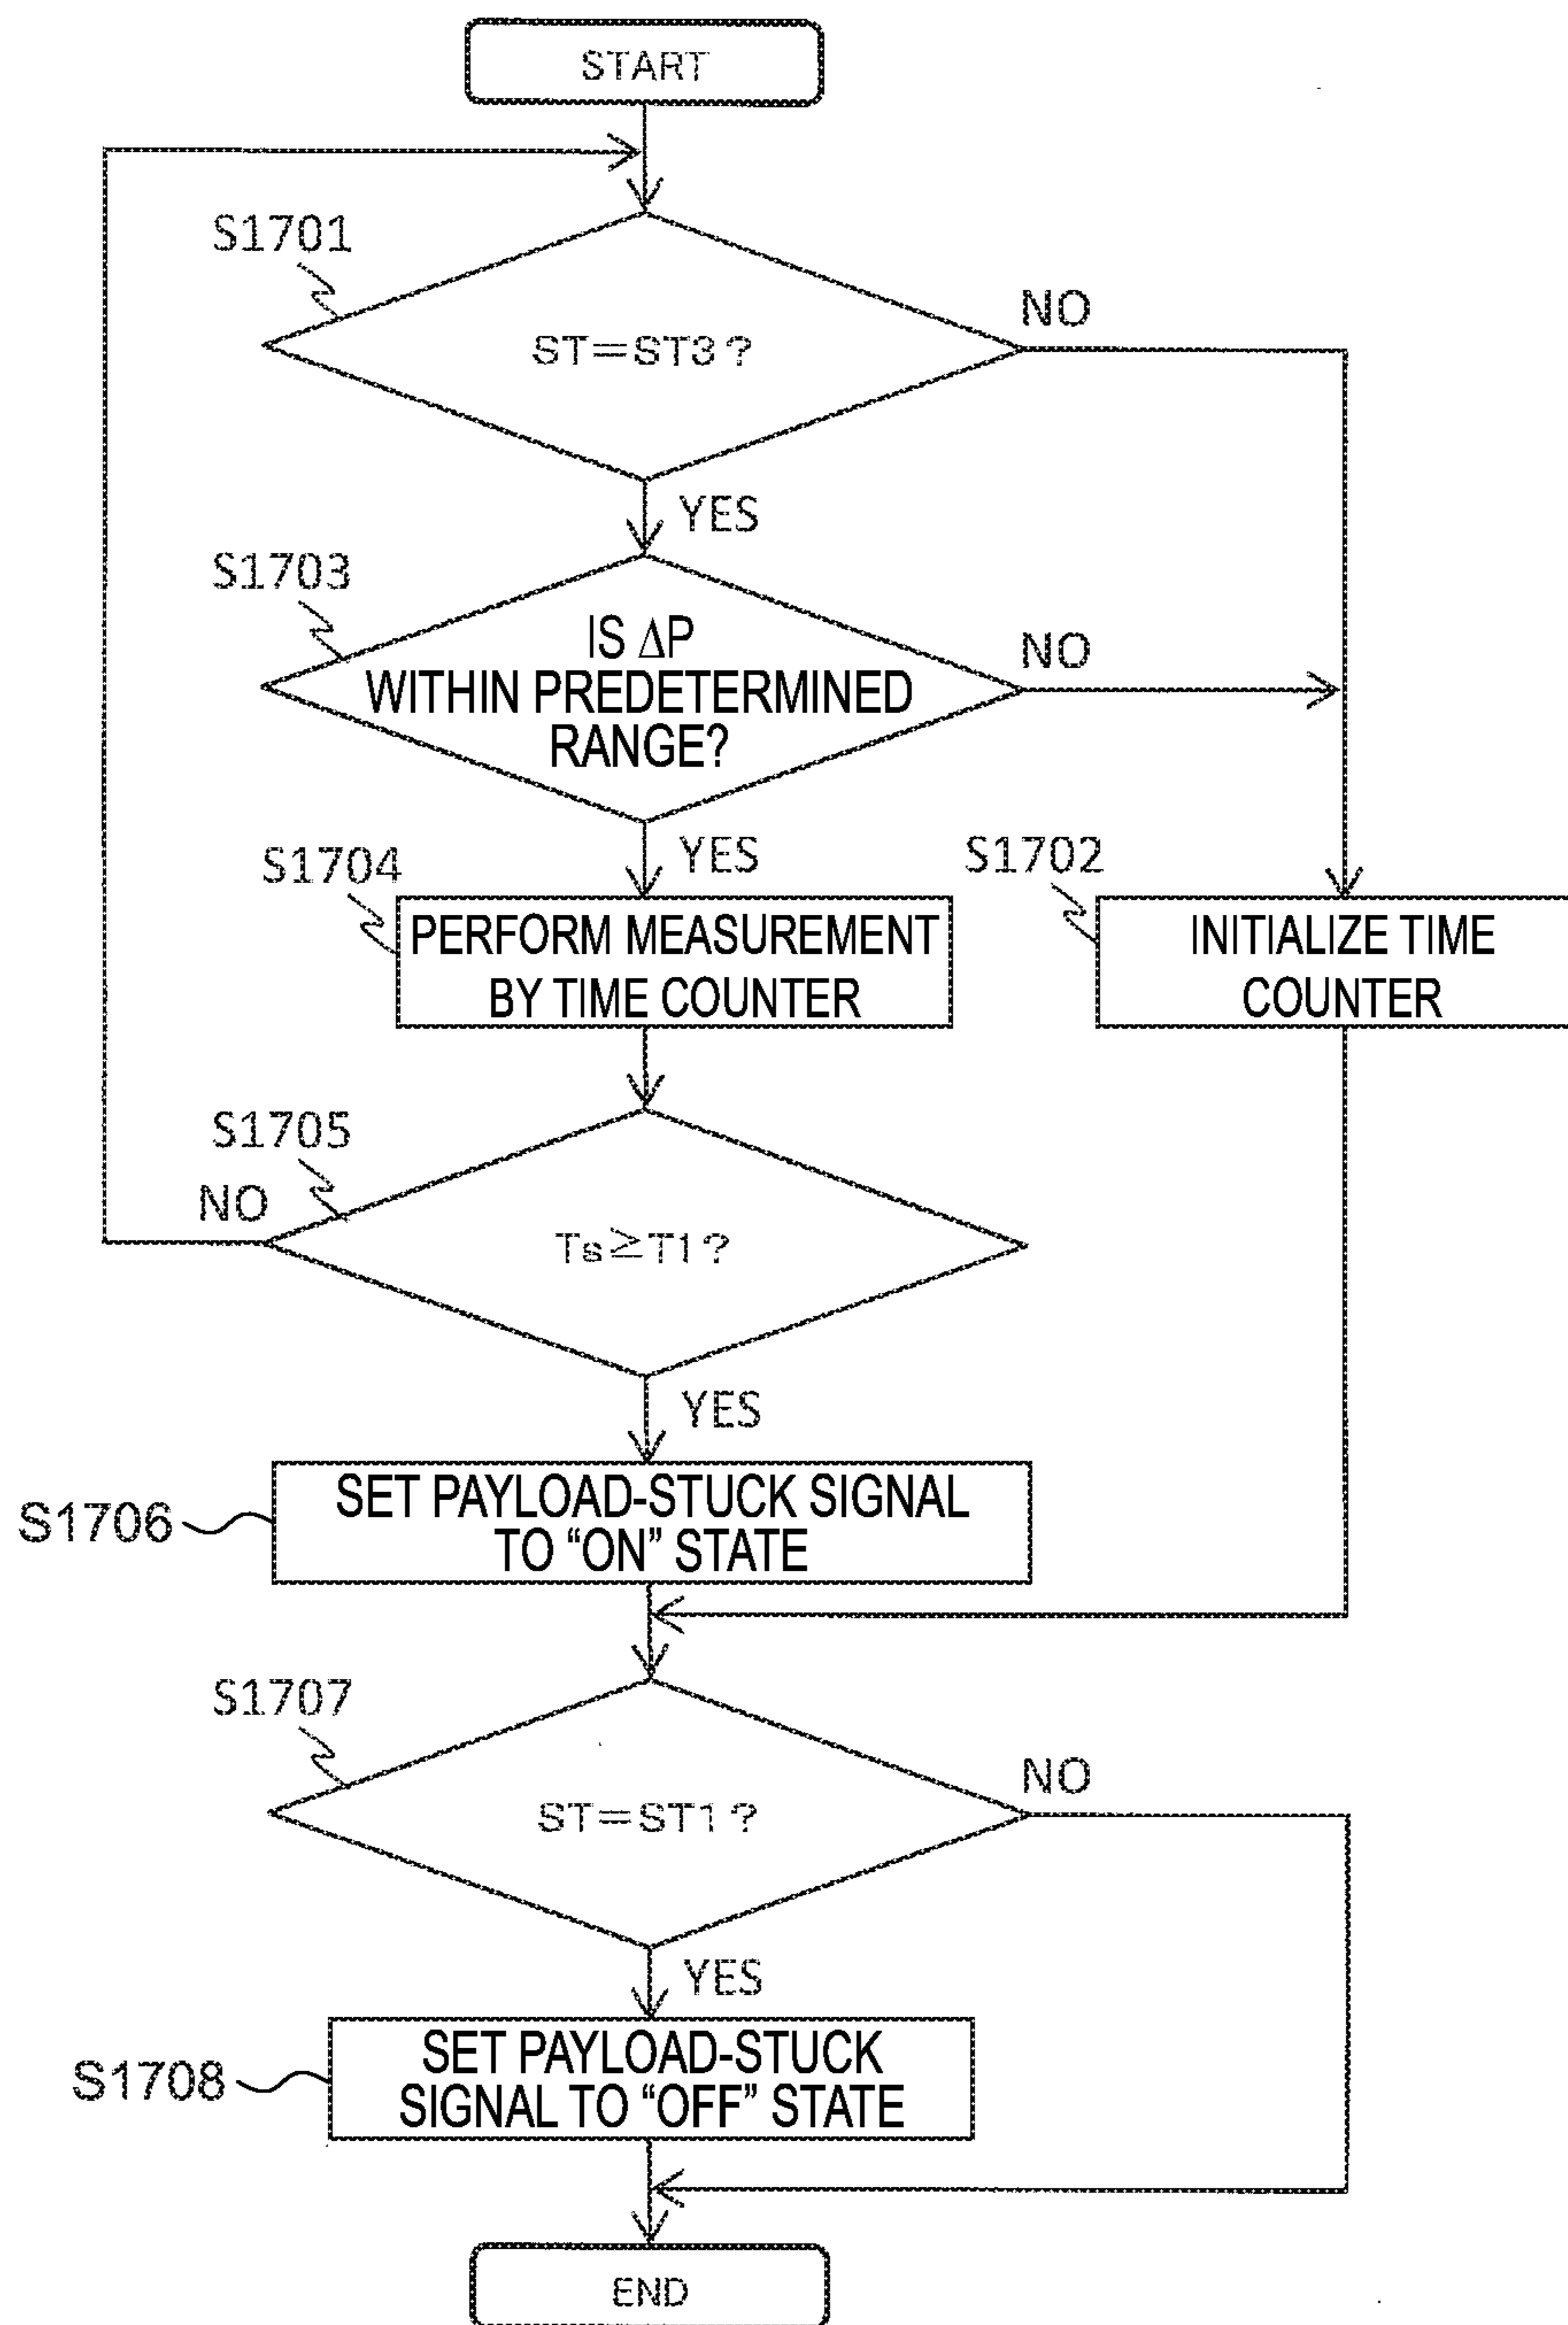 START
S1701
ST=ST3?
NO
YES
S1703
IS ΔP
WITHIN PREDETERMINED
RANGE?
NO
YES
S1704
PERFORM MEASUREMENT
BY TIME COUNTER
S1702
INITIALIZE TIME
COUNTER
S1705
NO
Ts≥T1?
YES
S1706
SET PAYLOAD-STUCK SIGNAL
TO “ON” STATE
S1707
ST=ST1?
NO
YES
S1708
SET PAYLOAD-STUCK
SIGNAL TO “OFF” STATE
END